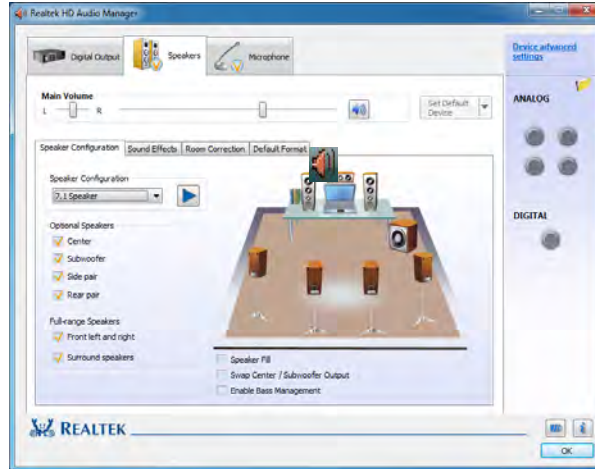 Realtek HD Audio Manager
Digital Output
Speakers
Microphone
Device advanced
settings
Main Volume
L
R
Set Default
Device
ANALOG
Speaker Configuration
Sound Effects
Room Correction
Default Format
Speaker Configuration
7.1 Speaker
Optional Speakers
Center
Subwoofer
Side pair
Rear pair
DIGITAL
Full-range Speakers
Front left and right
Surround speakers
Speaker Fill
Swap Center / Subwoofer Output
Enable Bass Management
REALTEK
OK